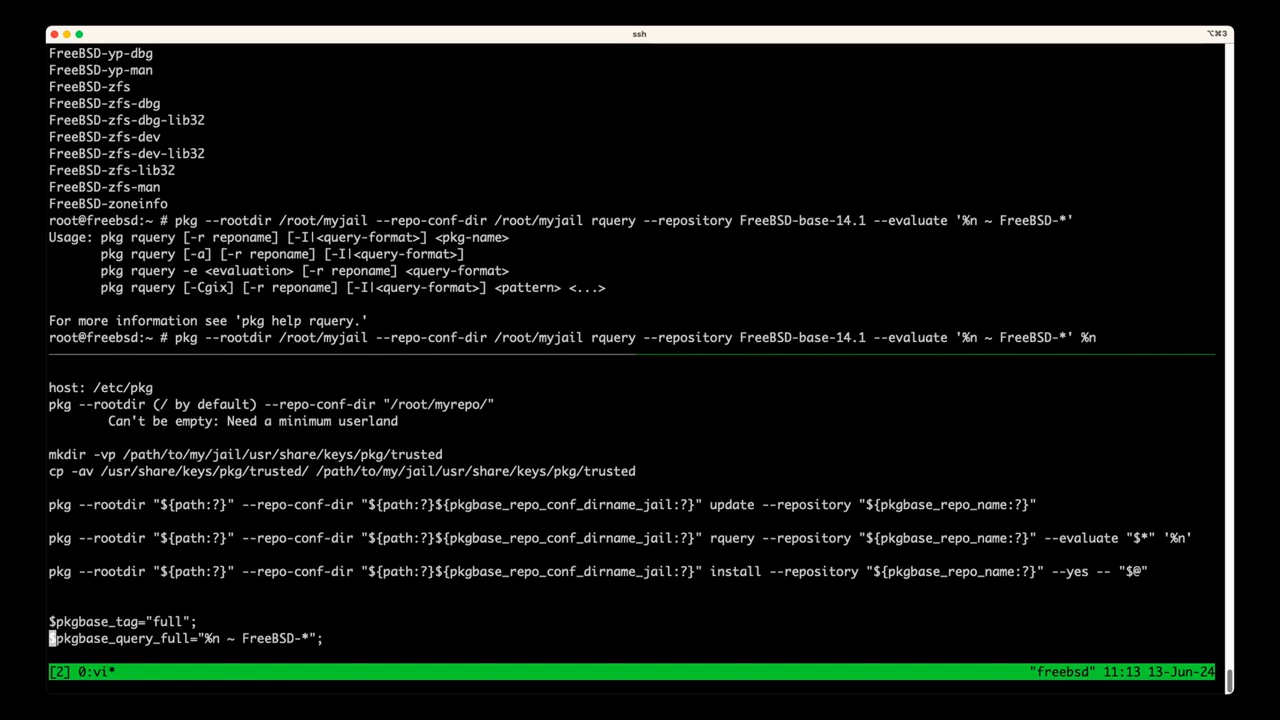 ssh
⌥⌘3
FreeBSD-yp-dbg
FreeBSD-yp-man
FreeBSD-zfs
FreeBSD-zfs-dbg
FreeBSD-zfs-dbg-lib32
FreeBSD-zfs-dev
FreeBSD-zfs-dev-lib32
FreeBSD-zfs-lib32
FreeBSD-zfs-man
FreeBSD-zoneinfo
root@freebsd:~ # pkg --rootdir /root/myjail --repo-conf-dir /root/myjail rquery --repository FreeBSD-base-14.1 --evaluate '%n ~ FreeBSD-*'
Usage: pkg rquery [-r reponame] [-I|<query-format>] <pkg-name>
       pkg rquery [-a] [-r reponame] [-I|<query-format>]
       pkg rquery -e <evaluation> [-r reponame] <query-format>
       pkg rquery [-Cgix] [-r reponame] [-I|<query-format>] <pattern> <...>
For more information see 'pkg help rquery.'
root@freebsd:~ # pkg --rootdir /root/myjail --repo-conf-dir /root/myjail rquery --repository FreeBSD-base-14.1 --evaluate '%n ~ FreeBSD-*' %n
host: /etc/pkg
pkg --rootdir (/ by default) --repo-conf-dir "/root/myrepo/"
        Can't be empty: Need a minimum userland
mkdir -vp /path/to/my/jail/usr/share/keys/pkg/trusted
cp -av /usr/share/keys/pkg/trusted/ /path/to/my/jail/usr/share/keys/pkg/trusted
pkg --rootdir "${path:?}" --repo-conf-dir "${path:?}${pkgbase_repo_conf_dirname_jail:?}" update --repository "${pkgbase_repo_name:?}"
pkg --rootdir "${path:?}" --repo-conf-dir "${path:?}${pkgbase_repo_conf_dirname_jail:?}" rquery --repository "${pkgbase_repo_name:?}" --evaluate "$*" '%n'
pkg --rootdir "${path:?}" --repo-conf-dir "${path:?}${pkgbase_repo_conf_dirname_jail:?}" install --repository "${pkgbase_repo_name:?}" --yes -- "$@"
$pkgbase_tag="full";
$pkgbase_query_full="%n ~ FreeBSD-*";
[2] 0:vi* "freebsd" 11:13 13-Jun-24